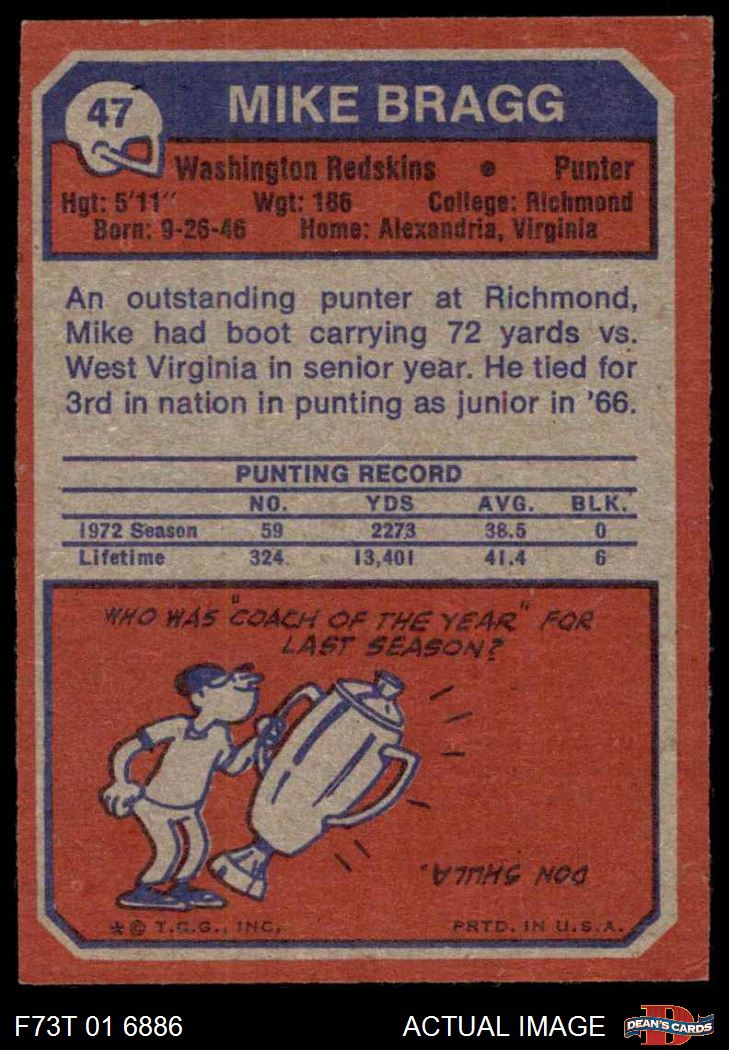 47
MIKE BRAGG
Washington Redskins • Punter
Hgt: 5'11" Wgt: 186 College: Richmond
Born: 9-26-46 Home: Alexandria, Virginia
An outstanding punter at Richmond,
Mike had boot carrying 72 yards vs.
West Virginia in senior year. He tied for
3rd in nation in punting as junior in '66.
PUNTING RECORD
NO. YDS AVG. BLK.
1972 Season 59 2273 38.5 0
Lifetime 324 13,401 41.4 6
WHO WAS "COACH OF THE YEAR" FOR
LAST SEASON?
DON SHULA.
*© T.C.G., INC. PRTD. IN U.S.A.
F73T 01 6886 ACTUAL IMAGE
D
DEAN'S CARDS